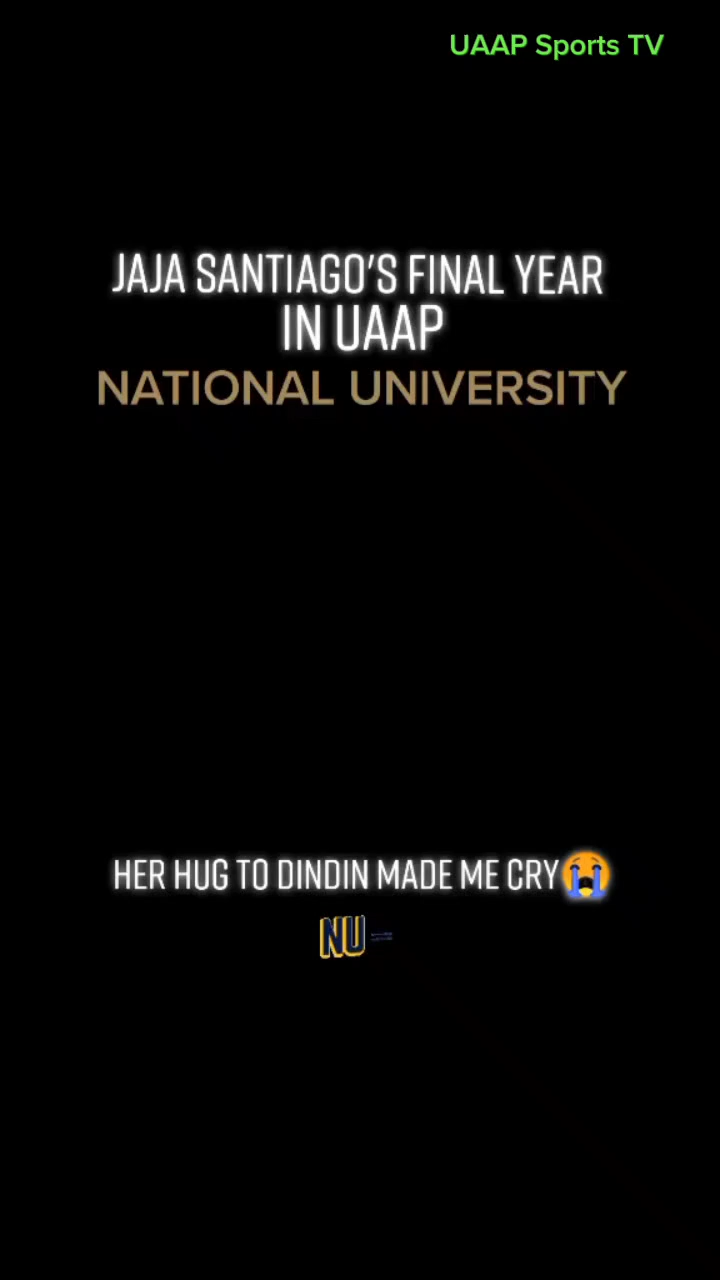 UAAP Sports TV
JAJA SANTIAGO'S FINAL YEAR
IN UAAP
NATIONAL UNIVERSITY
HER HUG TO DINDIN MADE ME CRY😭
NU